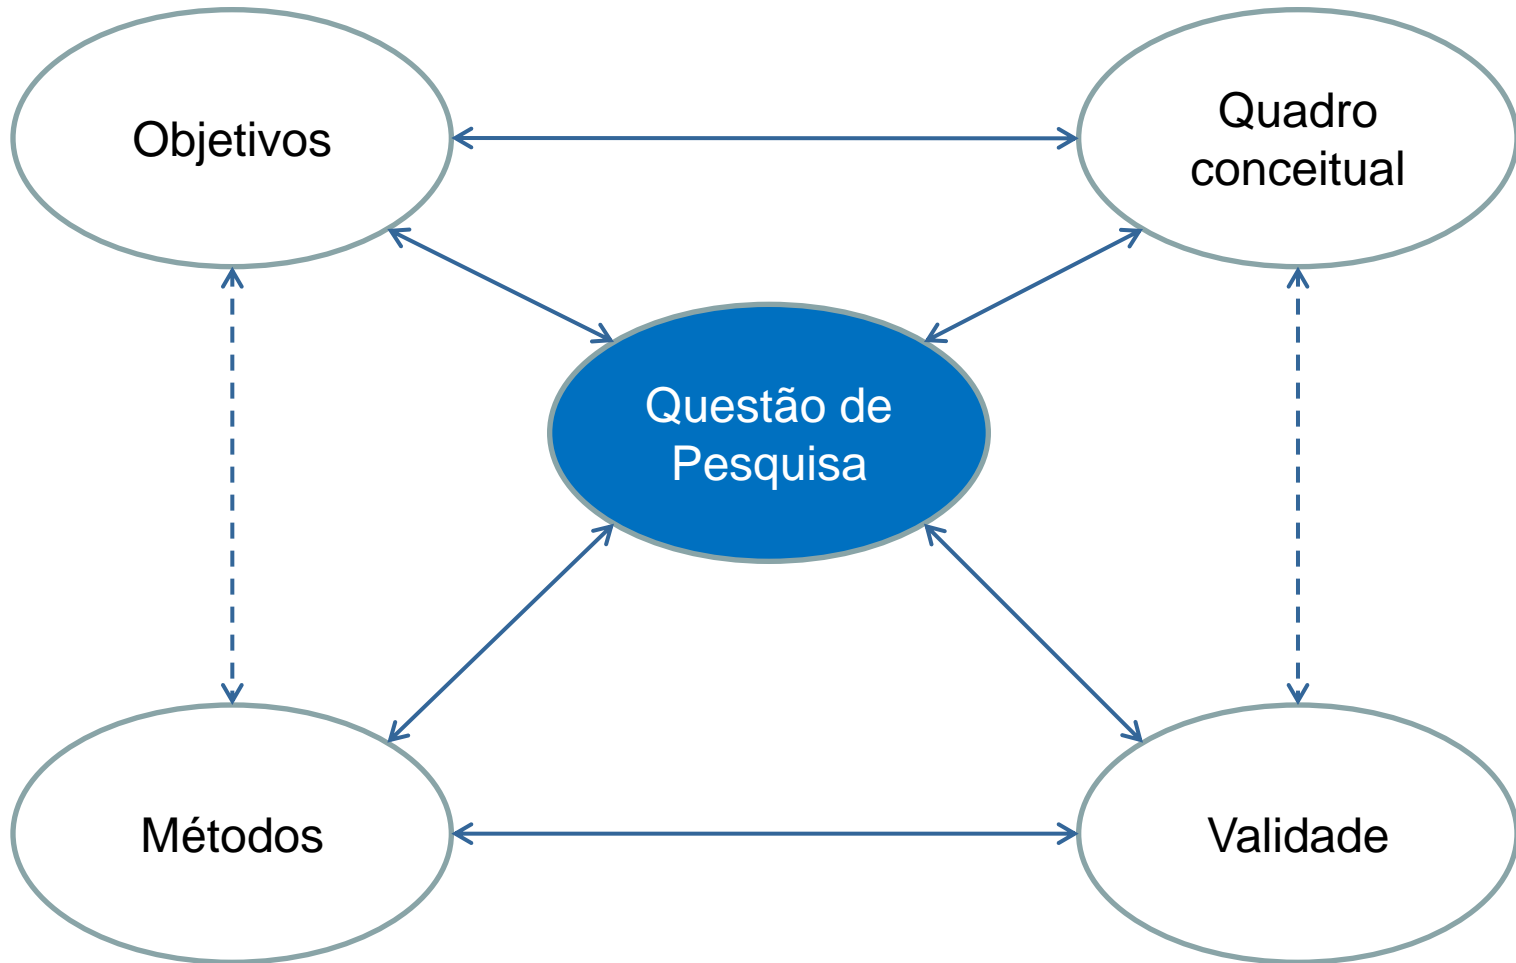 Objetivos
Quadro
conceitual
Questão de
Pesquisa
Métodos
Validade